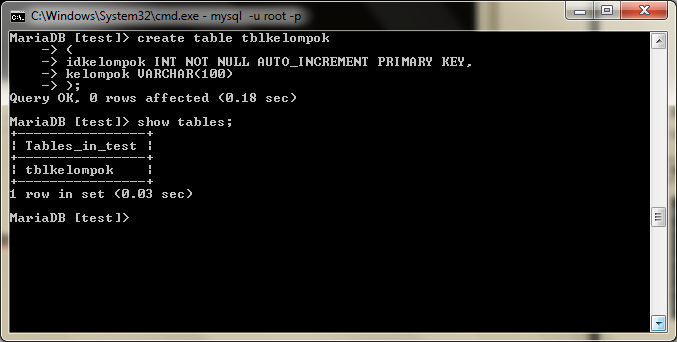 C:\Windows\System32\cmd.exe - mysql  -u root -p
MariaDB [test]> create table tblkelompok
    -> (
    -> idkelompok INT NOT NULL AUTO_INCREMENT PRIMARY KEY,
    -> kelompok VARCHAR(100)
    -> );
Query OK, 0 rows affected (0.18 sec)
MariaDB [test]> show tables;
+----------------+
¦ Tables_in_test ¦
+----------------+
¦ tblkelompok    ¦
+----------------+
1 row in set (0.03 sec)
MariaDB [test]>